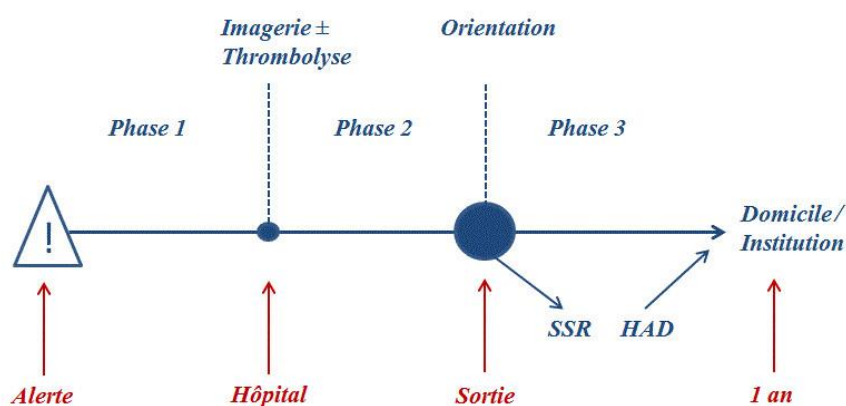 Imagerie ±
Thrombolyse
Orientation
Phase 1
Phase 2
Phase 3
!
Domicile /
Institution
SSR
HAD
Alerte
Hôpital
Sortie
1 an